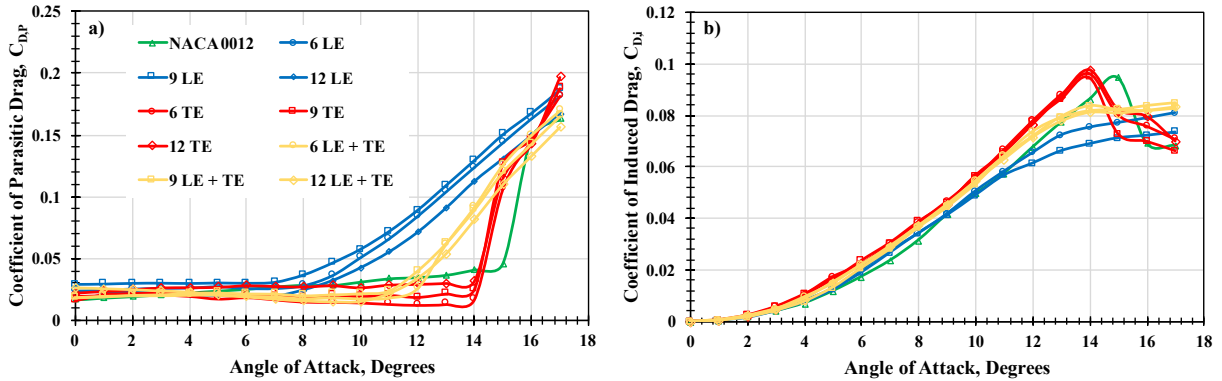 a)
Coefficient of Parasitic Drag, CD,P
0.25
0.2
0.15
0.1
0.05
0
NACA 0012
6 LE
9 LE
12 LE
6 TE
9 TE
12 TE
6 LE + TE
9 LE + TE
12 LE + TE
0 2 4 6 8 10 12 14 16 18
Angle of Attack, Degrees
b)
Coefficient of Induced Drag, CD,i
0.12
0.1
0.08
0.06
0.04
0.02
0
0 2 4 6 8 10 12 14 16 18
Angle of Attack, Degrees